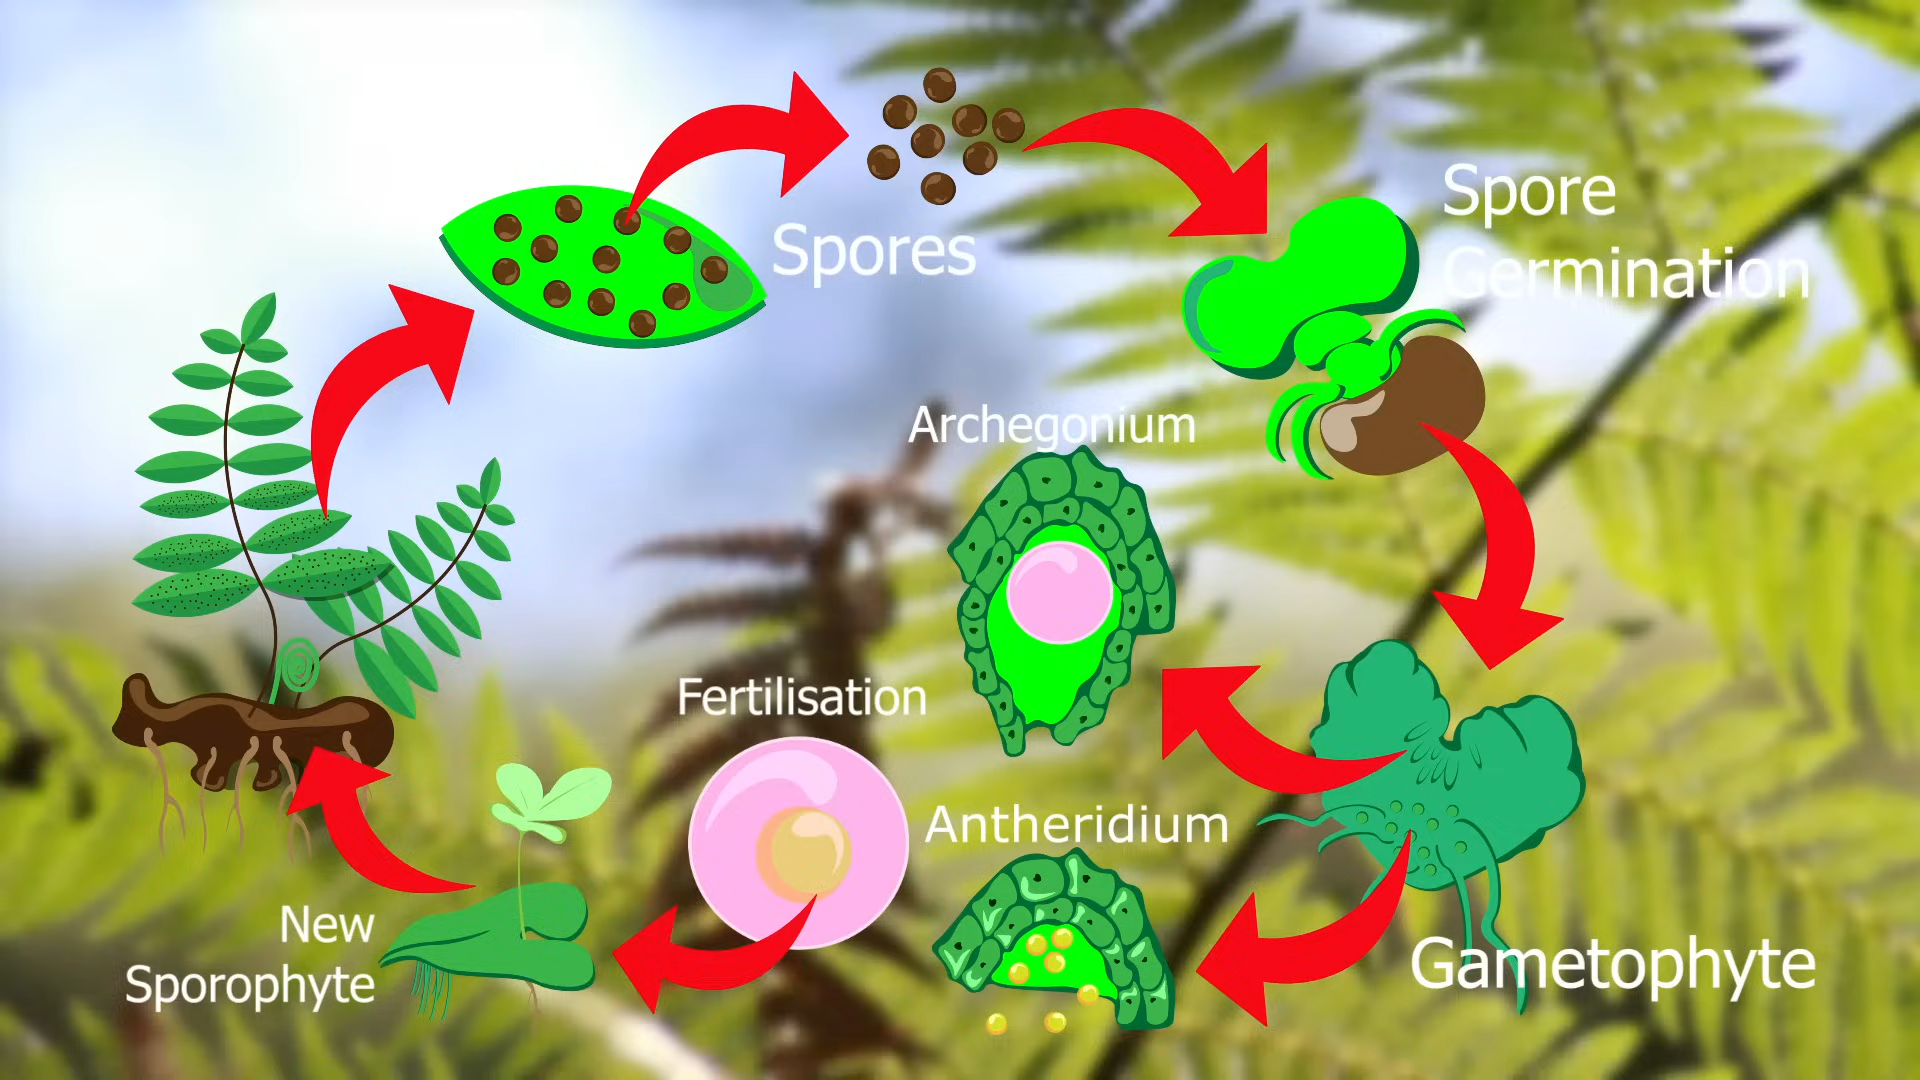 Spores
Spore
Germination
Archegonium
Fertilisation
Antheridium
New
Sporophyte
Gametophyte